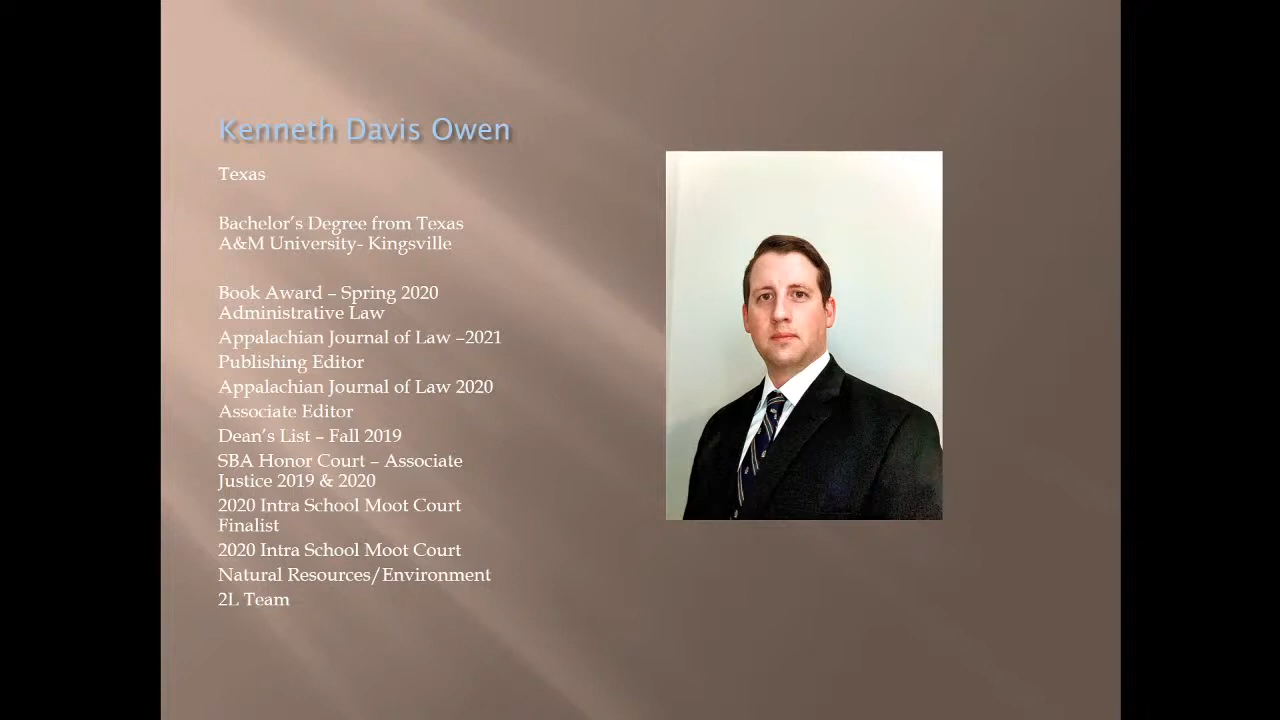 Kenneth Davis Owen
Texas
Bachelor’s Degree from Texas
A&M University- Kingsville
Book Award – Spring 2020
Administrative Law
Appalachian Journal of Law –2021
Publishing Editor
Appalachian Journal of Law 2020
Associate Editor
Dean’s List – Fall 2019
SBA Honor Court – Associate
Justice 2019 & 2020
2020 Intra School Moot Court
Finalist
2020 Intra School Moot Court
Natural Resources/Environment
2L Team